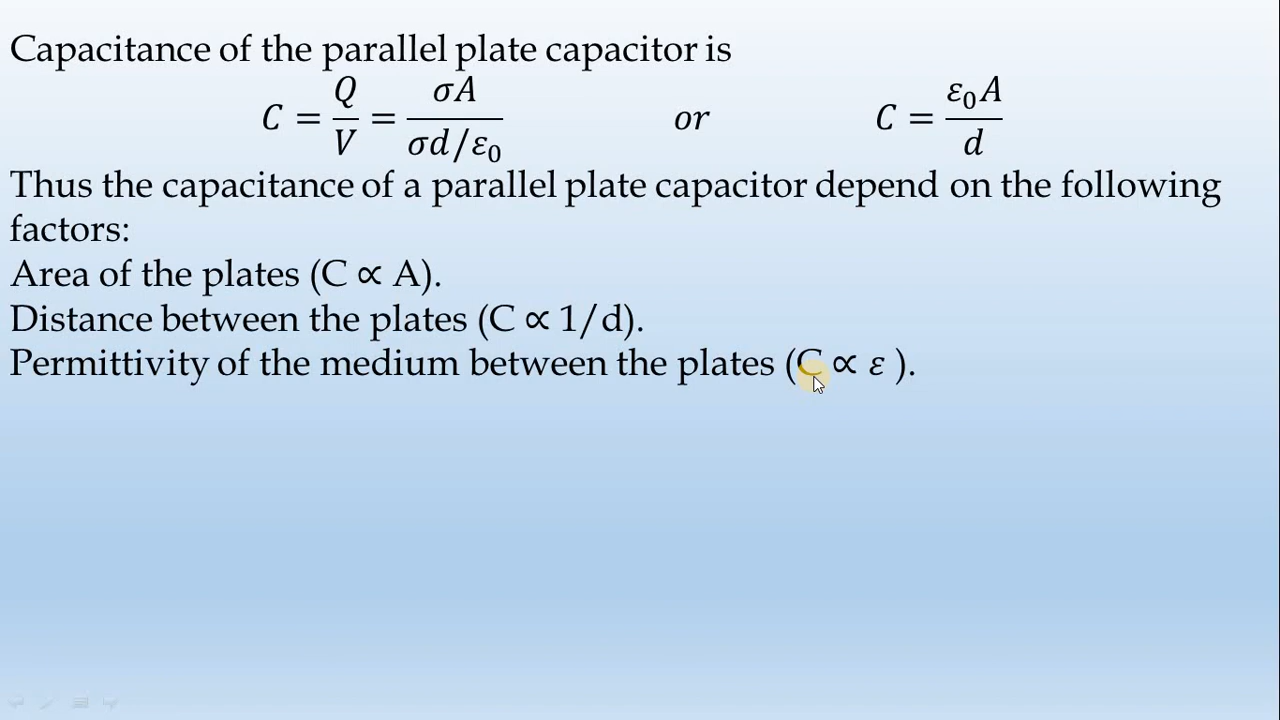 Capacitance of the parallel plate capacitor is
C = Q/V = σA/(σd/ε₀) or C = ε₀A/d
Thus the capacitance of a parallel plate capacitor depend on the following
factors:
Area of the plates (C ∝ A).
Distance between the plates (C ∝ 1/d).
Permittivity of the medium between the plates (C ∝ ε ).